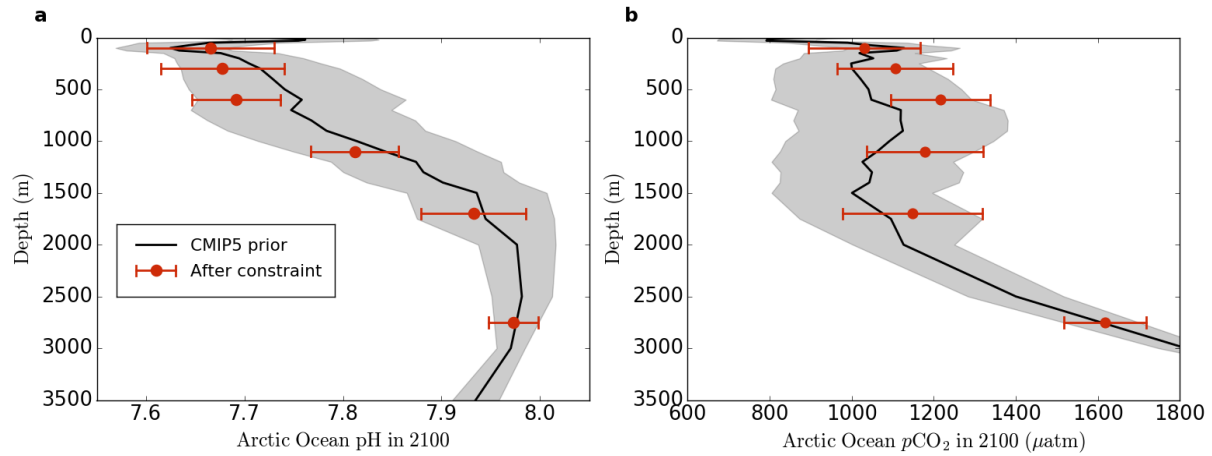 a
b
0
500
1000
1500
2000
2500
3000
3500
Depth (m)
CMIP5 prior
After constraint
7.6 7.7 7.8 7.9 8.0
Arctic Ocean pH in 2100
0
500
1000
1500
2000
2500
3000
3500
Depth (m)
600 800 1000 1200 1400 1600 1800
Arctic Ocean pCO₂ in 2100 (μatm)